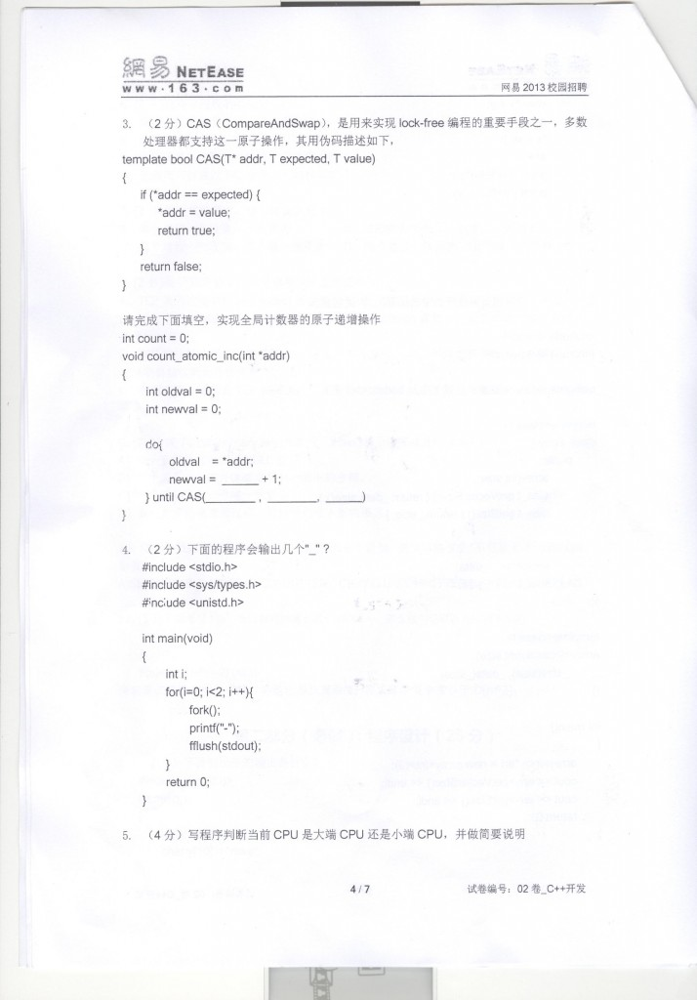 網易 NETEASE
www.163.com
网易 2013 校园招聘
3. （2 分）CAS（CompareAndSwap），是用来实现 lock-free 编程的重要手段之一，多数
处理器都支持这一原子操作，其用伪码描述如下，
template bool CAS(T* addr, T expected, T value)
{
if (*addr == expected) {
*addr = value;
return true;
}
return false;
}
请完成下面填空，实现全局计数器的原子递增操作
int count = 0;
void count_atomic_inc(int *addr)
{
int oldval = 0;
int newval = 0;
do{
oldval = *addr;
newval = ______ + 1;
} until CAS(________ , ________, ______)
}
4. （2 分）下面的程序会输出几个"_"？
#include <stdio.h>
#include <sys/types.h>
#include <unistd.h>
int main(void)
{
int i;
for(i=0; i<2; i++){
fork();
printf("-");
fflush(stdout);
}
return 0;
}
5. （4 分）写程序判断当前 CPU 是大端 CPU 还是小端 CPU，并做简要说明
4 / 7
试卷编号：02 卷_C++开发